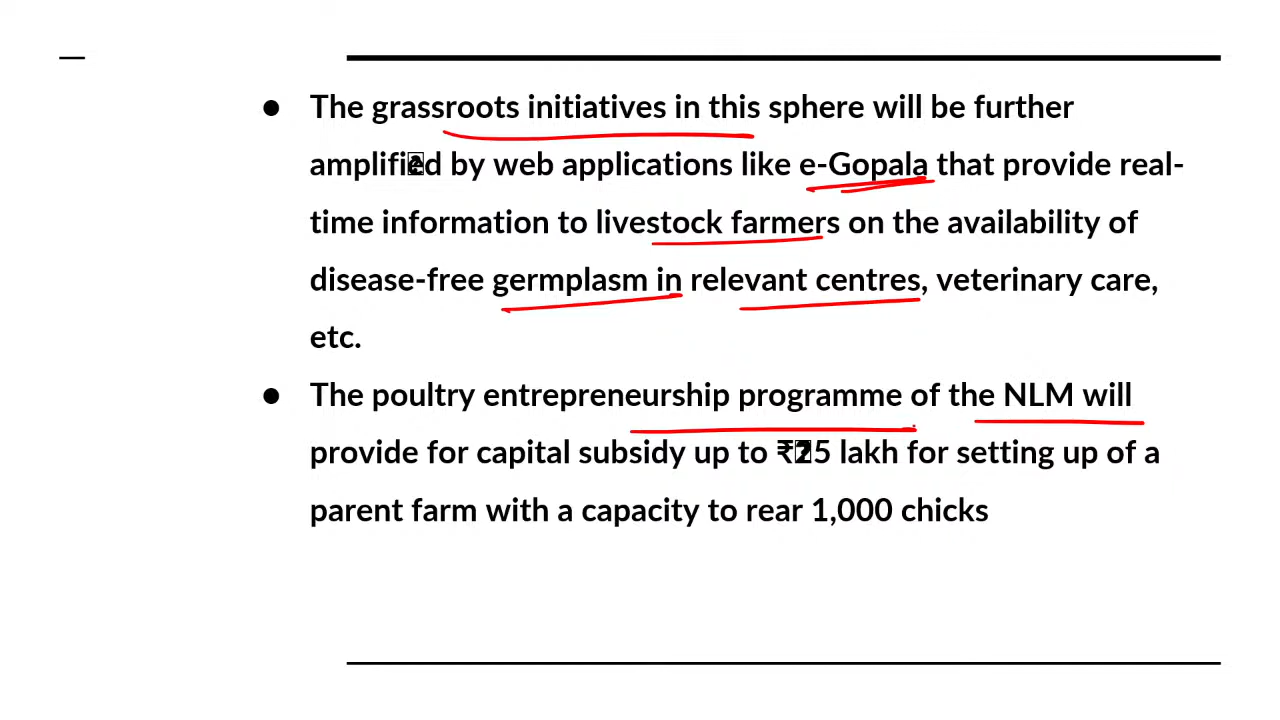 ● The grassroots initiatives in this sphere will be further
amplified by web applications like e-Gopala that provide real-
time information to livestock farmers on the availability of
disease-free germplasm in relevant centres, veterinary care,
etc.
● The poultry entrepreneurship programme of the NLM will
provide for capital subsidy up to ₹25 lakh for setting up of a
parent farm with a capacity to rear 1,000 chicks